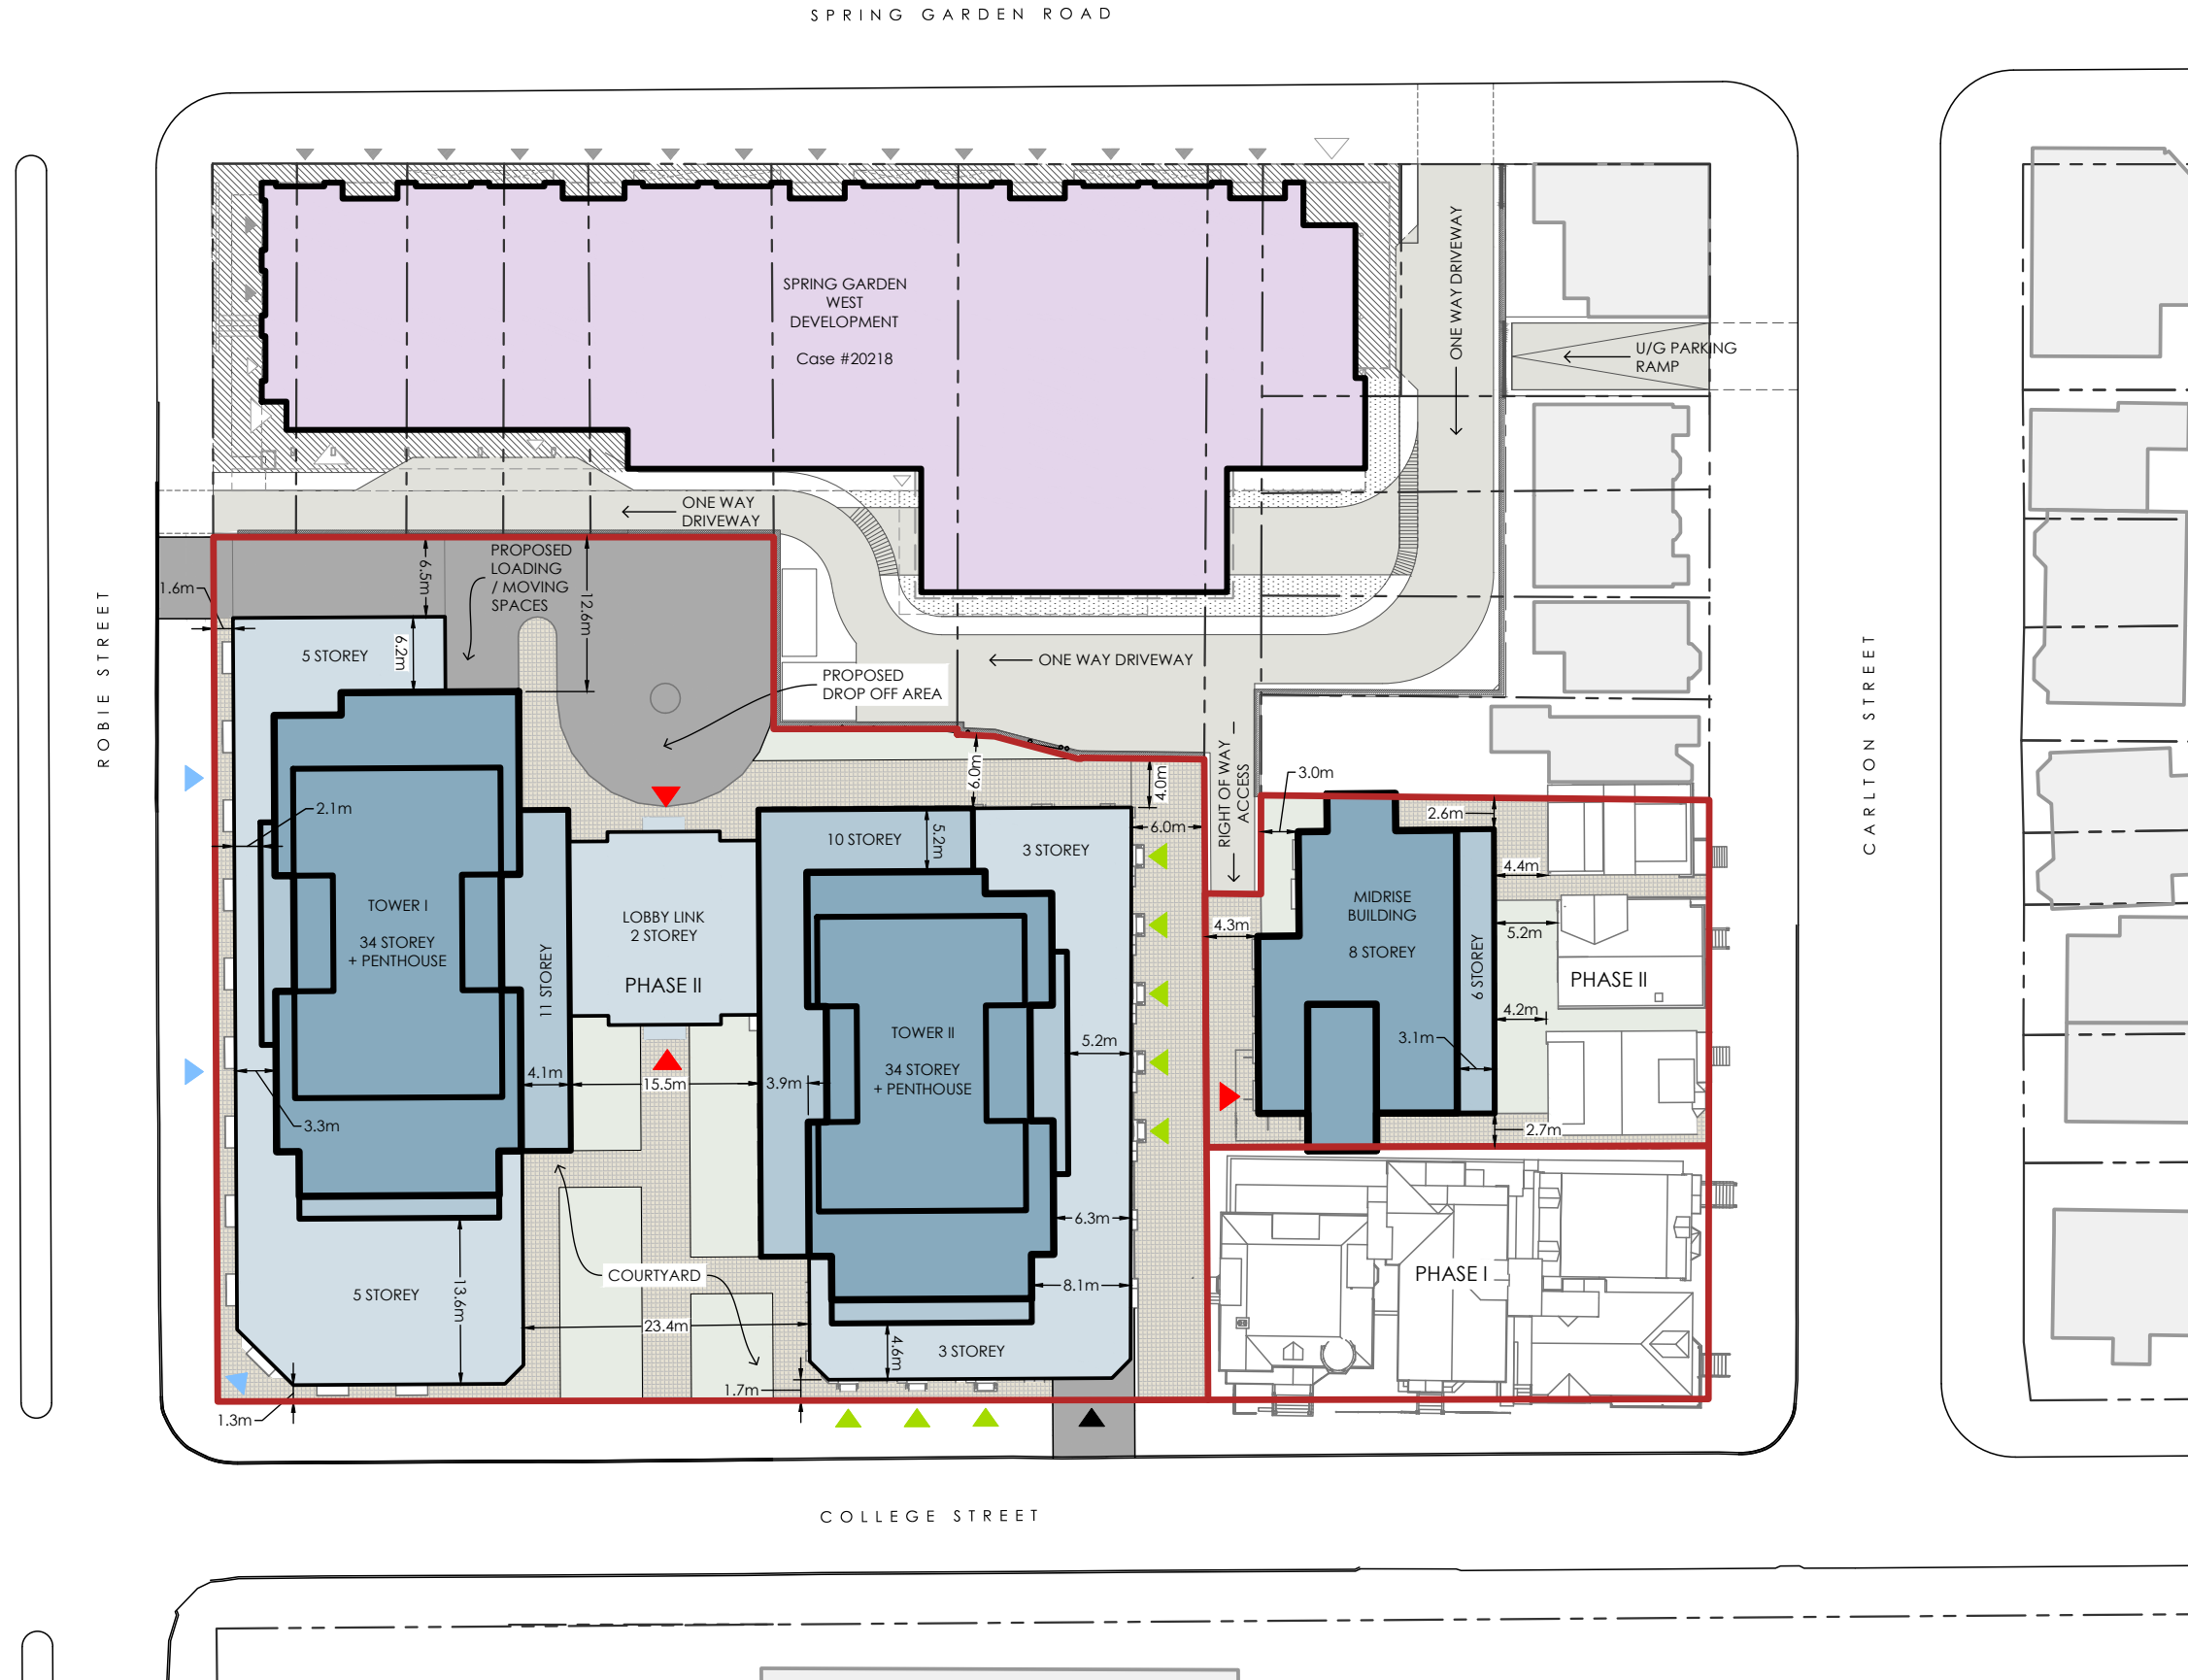 SPRING GARDEN ROAD
SPRING GARDEN
WEST
DEVELOPMENT
Case #20218
ONE WAY DRIVEWAY
U/G PARKING
RAMP
ONE WAY
DRIVEWAY
PROPOSED
LOADING
/ MOVING
SPACES
6.5m
12.6m
1.6m
ROBIE STREET
CARLTON STREET
5 STOREY
6.2m
ONE WAY DRIVEWAY
PROPOSED
DROP OFF AREA
6.0m
4.0m
RIGHT OF WAY
ACCESS
3.0m
2.6m
2.1m
10 STOREY
5.2m
3 STOREY
6.0m
4.4m
TOWER I
34 STOREY
+ PENTHOUSE
11 STOREY
LOBBY LINK
2 STOREY
PHASE II
4.3m
MIDRISE
BUILDING
8 STOREY
6 STOREY
5.2m
PHASE II
4.2m
3.1m
TOWER II
34 STOREY
+ PENTHOUSE
5.2m
4.1m
15.5m
3.9m
3.3m
2.7m
6.3m
COURTYARD
8.1m
PHASE I
5 STOREY
13.6m
23.4m
4.6m
3 STOREY
1.7m
1.3m
COLLEGE STREET